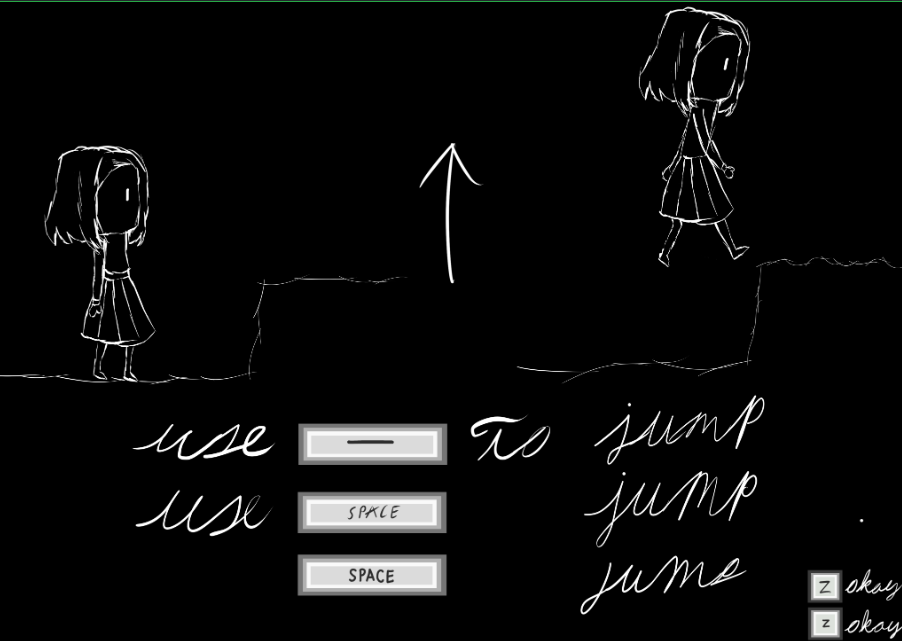 use — to jump
use SPACE jump
SPACE jump
Z okay
z okay